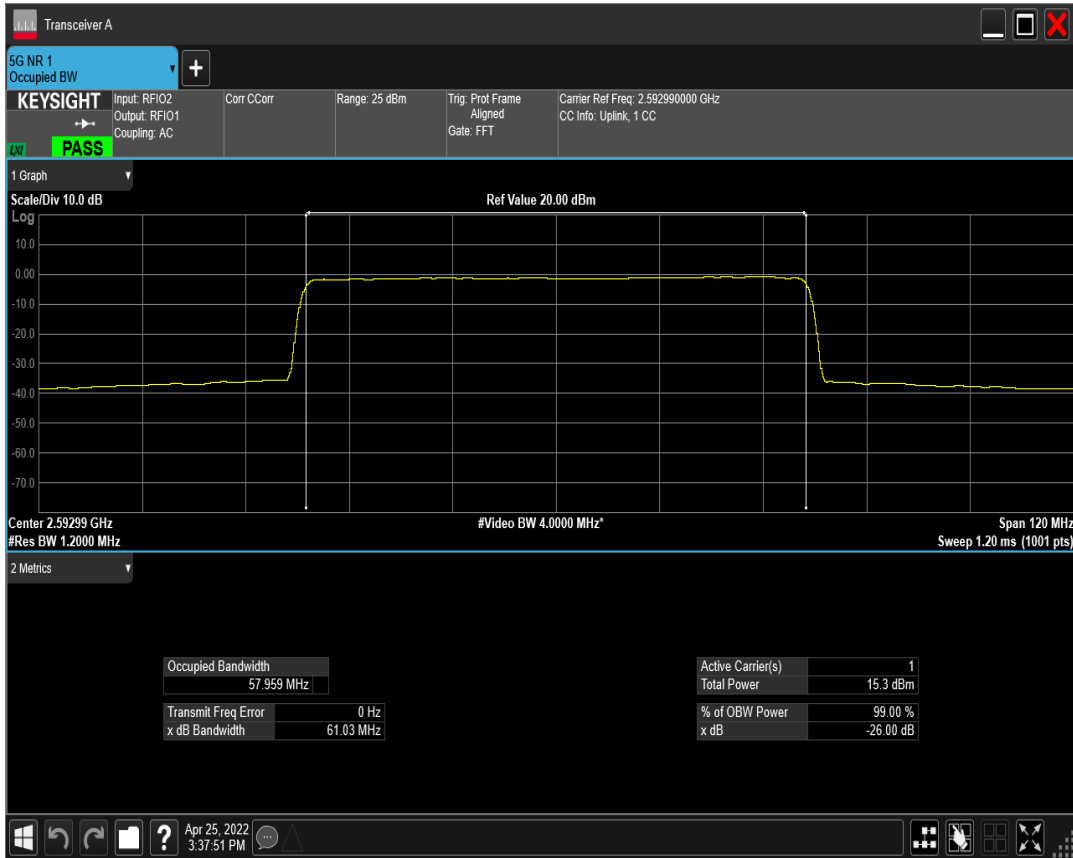 Transceiver A
5G NR 1
Occupied BW
KEYSIGHT
LXI
PASS
Input: RFIO2
Output: RFIO1
Coupling: AC
Corr CCorr
Range: 25 dBm
Trig: Prot Frame
Aligned
Gate: FFT
Carrier Ref Freq: 2.592990000 GHz
CC Info: Uplink, 1 CC
1 Graph
Scale/Div 10.0 dB
Ref Value 20.00 dBm
Log
10.0
0.00
-10.0
-20.0
-30.0
-40.0
-50.0
-60.0
-70.0
Center 2.59299 GHz
#Video BW 4.0000 MHz*
Span 120 MHz
#Res BW 1.2000 MHz
Sweep 1.20 ms (1001 pts)
2 Metrics
Occupied Bandwidth
57.959 MHz
Transmit Freq Error 0 Hz
x dB Bandwidth 61.03 MHz
Active Carrier(s) 1
Total Power 15.3 dBm
% of OBW Power 99.00 %
x dB -26.00 dB
?
Apr 25, 2022
3:37:51 PM